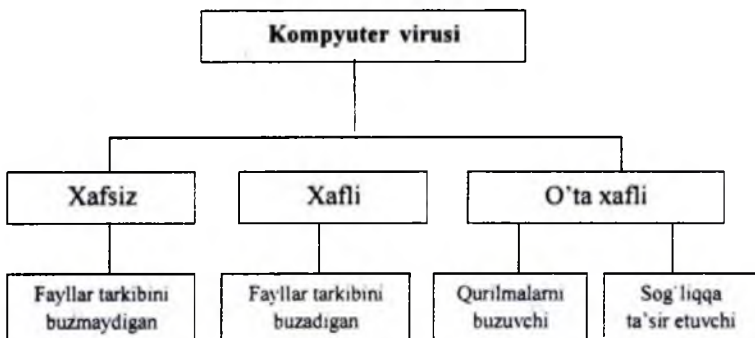 Kompyuter virusi
Xafsiz
Xafli
O'ta xafli
Fayllar tarkibini
buzmaydigan
Fayllar tarkibini
buzadigan
Qurilmalarni
buzuvchi
Sog'liqqa
ta'sir etuvchi